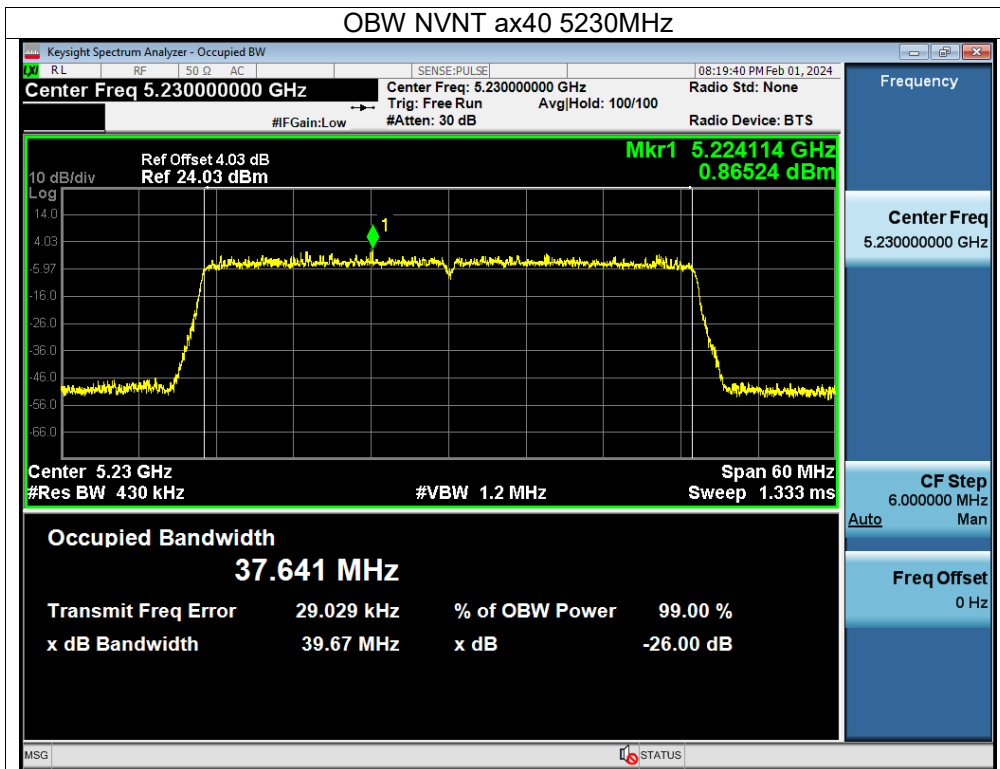 OBW NVNT ax40 5230MHz
Keysight Spectrum Analyzer - Occupied BW
LXI RL RF 50 Ω AC SENSE:PULSE 08:19:40 PM Feb 01, 2024
Center Freq 5.230000000 GHz
Center Freq: 5.230000000 GHz Radio Std: None
Trig: Free Run Avg|Hold: 100/100
#IFGain:Low #Atten: 30 dB Radio Device: BTS
Mkr1 5.224114 GHz
0.86524 dBm
Ref Offset 4.03 dB
10 dB/div Ref 24.03 dBm
Log
14.0
4.03
-5.97
-16.0
-26.0
-36.0
-46.0
-56.0
-66.0
1
Center 5.23 GHz Span 60 MHz
#Res BW 430 kHz #VBW 1.2 MHz Sweep 1.333 ms
Occupied Bandwidth
37.641 MHz
Transmit Freq Error 29.029 kHz % of OBW Power 99.00 %
x dB Bandwidth 39.67 MHz x dB -26.00 dB
Frequency
Center Freq
5.230000000 GHz
CF Step
6.000000 MHz
Auto Man
Freq Offset
0 Hz
MSG STATUS